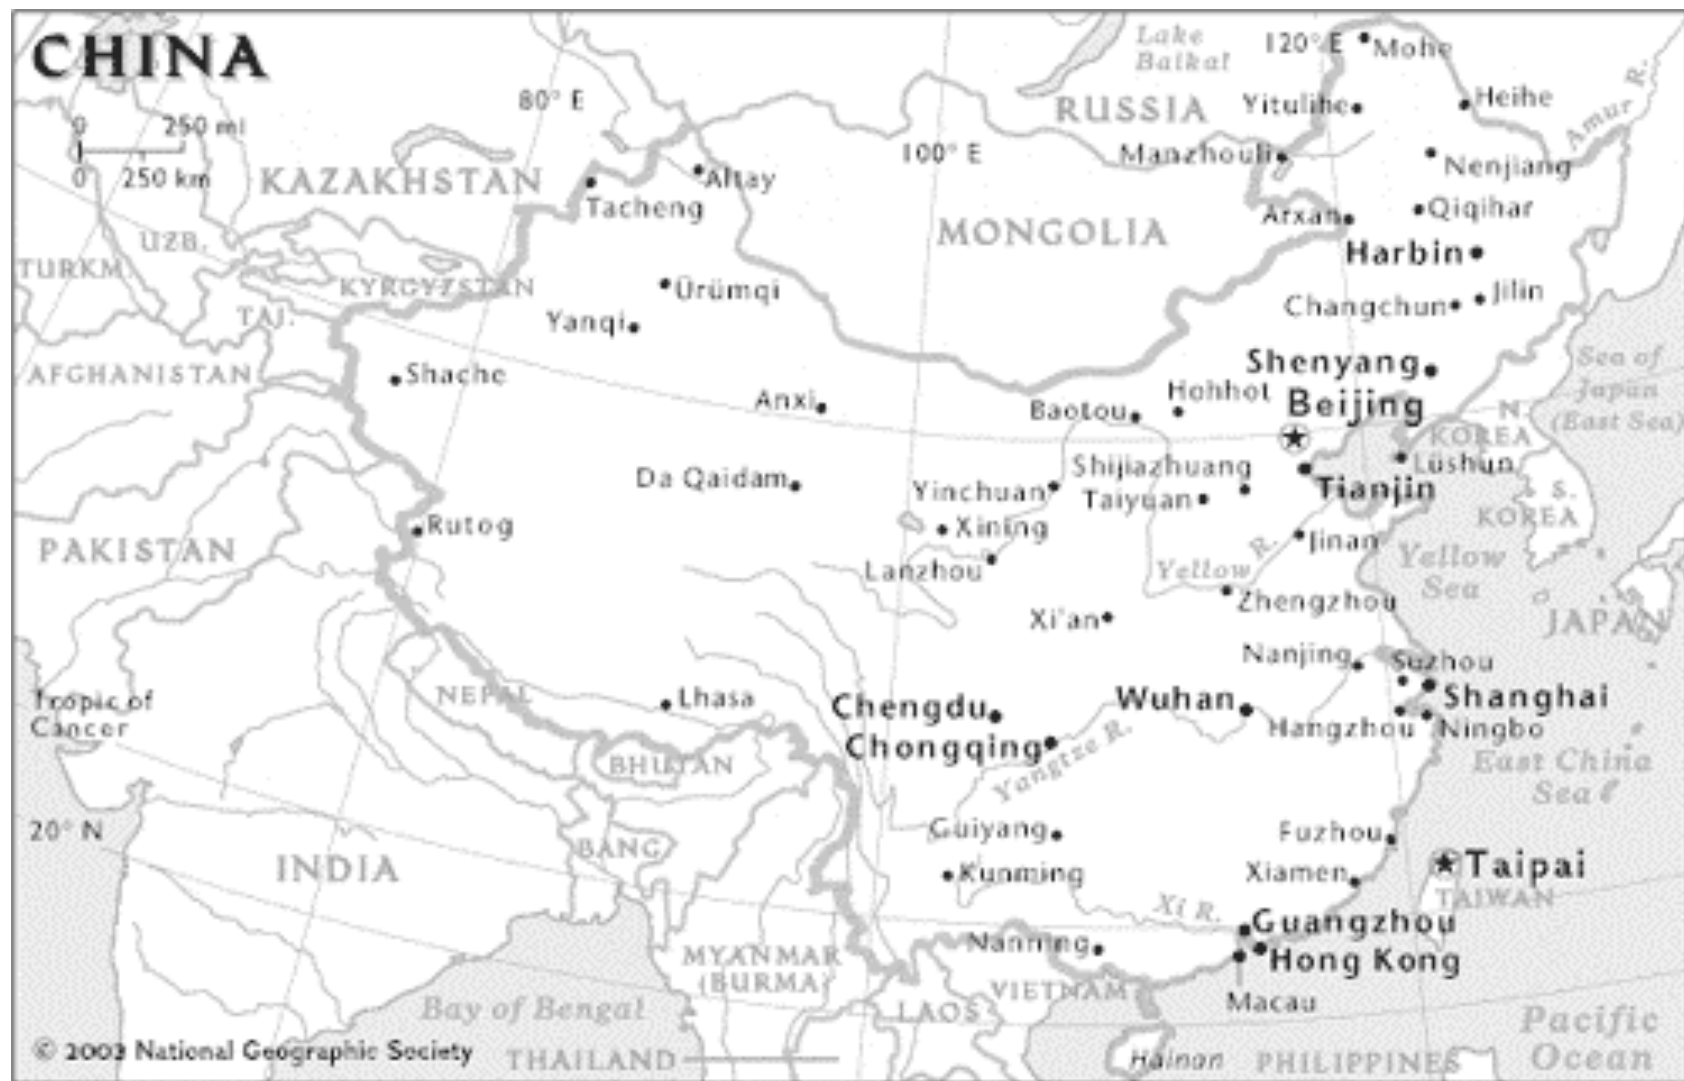 CHINA
Lake
Baikal
120° E
Mohe
80° E
RUSSIA
Yitulihe
Heihe
Amur R.
0
250 mi
0
250 km
100° E
Manzhouli
Nenjiang
KAZAKHSTAN
Altay
Tacheng
Arxan
Qiqihar
UZB.
MONGOLIA
Harbin
TURKM.
KYRGYZSTAN
Ürümqi
Changchun
Jilin
TAJ.
Yanqi
Shenyang
Sea of
Japan
(East Sea)
AFGHANISTAN
Shache
Hohhot
Anxi
Baotou
Beijing
N.
KOREA
Shijiazhuang
Lüshun
Da Qaidam
Yinchuan
Taiyuan
Tianjin
S.
KOREA
Rutog
Xining
Jinan
PAKISTAN
Lanzhou
Yellow R.
Yellow
Sea
Zhengzhou
JAPAN
Xi'an
Nanjing
Suzhou
NEPAL
Lhasa
Chengdu
Wuhan
Shanghai
Tropic of
Cancer
Hangzhou
Ningbo
Chongqing
Yangtze R.
BHUTAN
East China
Sea
20° N
Guiyang
Fuzhou
BANG.
INDIA
Kunming
Xiamen
Taipai
TAIWAN
Xi R.
Guangzhou
Nanning
Hong Kong
MYANMAR
(BURMA)
VIETNAM
Macau
Bay of Bengal
LAOS
Pacific
Ocean
© 2003 National Geographic Society
THAILAND
Hainan
PHILIPPINES